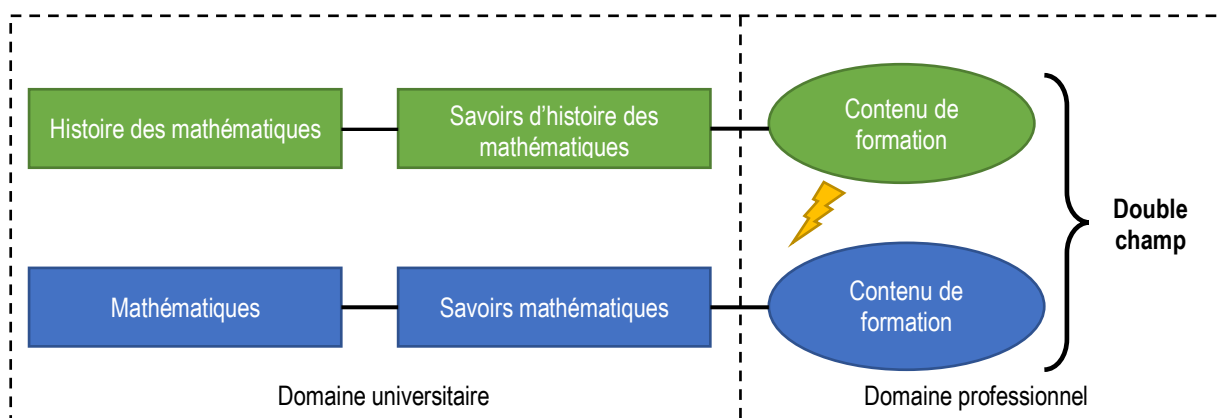 Histoire des mathématiques
Savoirs d'histoire des
mathématiques
Contenu de
formation
Double
champ
Mathématiques
Savoirs mathématiques
Contenu de
formation
Domaine universitaire
Domaine professionnel